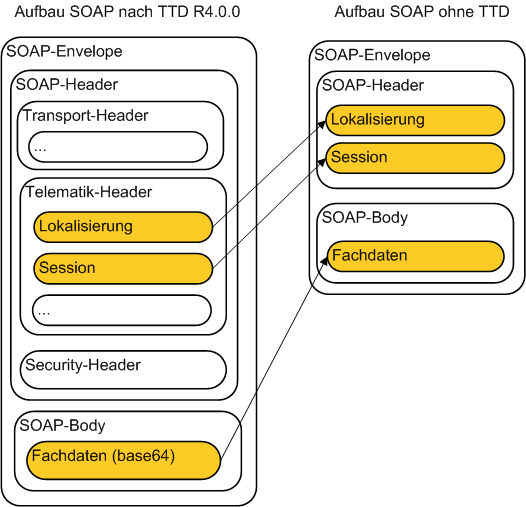 Aufbau SOAP nach TTD R4.0.0
SOAP-Envelope
SOAP-Header
Transport-Header
...
Telematik-Header
Lokalisierung
Session
...
Security-Header
SOAP-Body
Fachdaten (base64)
Aufbau SOAP ohne TTD
SOAP-Envelope
SOAP-Header
Lokalisierung
Session
SOAP-Body
Fachdaten